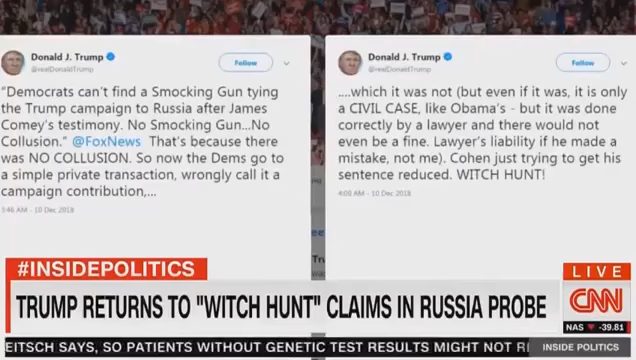 Donald J. Trump
@realDonaldTrump
Follow
"Democrats can't find a Smocking Gun tying
the Trump campaign to Russia after James
Comey's testimony. No Smocking Gun...No
Collusion." @FoxNews That's because there
was NO COLLUSION. So now the Dems go to
a simple private transaction, wrongly call it a
campaign contribution,...
3:46 AM - 10 Dec 2018
Donald J. Trump
@realDonaldTrump
Follow
....which it was not (but even if it was, it is only
a CIVIL CASE, like Obama's - but it was done
correctly by a lawyer and there would not
even be a fine. Lawyer's liability if he made a
mistake, not me). Cohen just trying to get his
sentence reduced. WITCH HUNT!
4:00 AM - 10 Dec 2018
#INSIDEPOLITICS
TRUMP RETURNS TO "WITCH HUNT" CLAIMS IN RUSSIA PROBE
LIVE
CNN
NAS ▼ -39.81
EITSCH SAYS, SO PATIENTS WITHOUT GENETIC TEST RESULTS MIGHT NOT R
INSIDE POLITICS